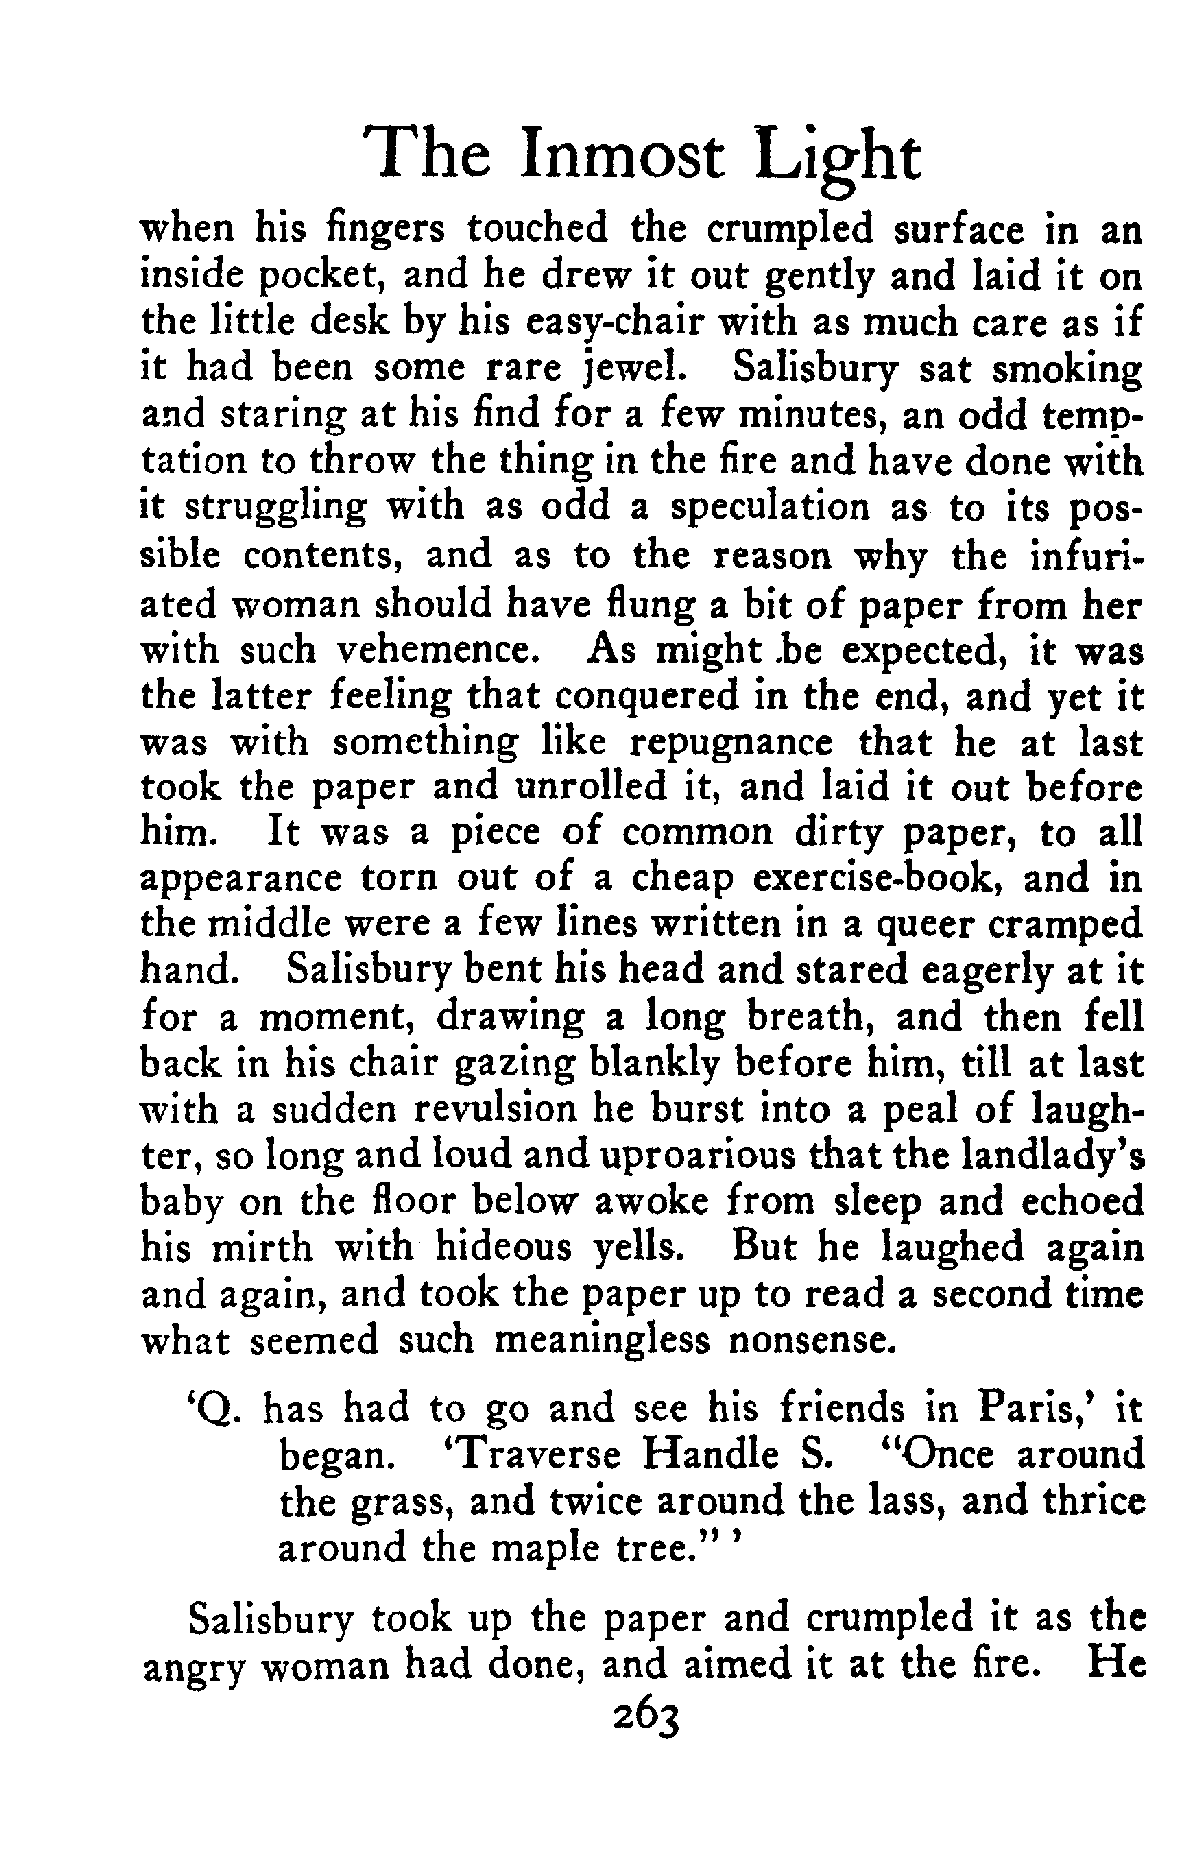 The Inmost Light
when his fingers touched the crumpled surface in an
inside pocket, and he drew it out gently and laid it on
the little desk by his easy-chair with as much care as if
it had been some rare jewel. Salisbury sat smoking
and staring at his find for a few minutes, an odd temp-
tation to throw the thing in the fire and have done with
it struggling with as odd a speculation as to its pos-
sible contents, and as to the reason why the infuri-
ated woman should have flung a bit of paper from her
with such vehemence. As might .be expected, it was
the latter feeling that conquered in the end, and yet it
was with something like repugnance that he at last
took the paper and unrolled it, and laid it out before
him. It was a piece of common dirty paper, to all
appearance torn out of a cheap exercise-book, and in
the middle were a few lines written in a queer cramped
hand. Salisbury bent his head and stared eagerly at it
for a moment, drawing a long breath, and then fell
back in his chair gazing blankly before him, till at last
with a sudden revulsion he burst into a peal of laugh-
ter, so long and loud and uproarious that the landlady's
baby on the floor below awoke from sleep and echoed
his mirth with hideous yells. But he laughed again
and again, and took the paper up to read a second time
what seemed such meaningless nonsense.
‘Q. has had to go and see his friends in Paris,’ it
began. ‘Traverse Handle S. “Once around
the grass, and twice around the lass, and thrice
around the maple tree.” ’
Salisbury took up the paper and crumpled it as the
angry woman had done, and aimed it at the fire. He
263